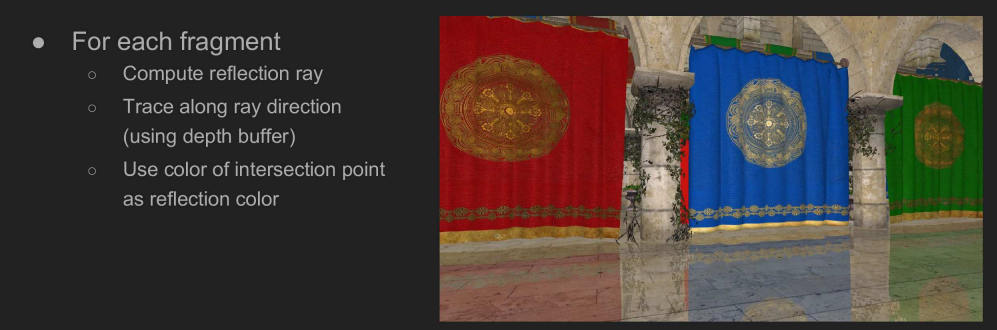 ● For each fragment
○ Compute reflection ray
○ Trace along ray direction
(using depth buffer)
○ Use color of intersection point
as reflection color